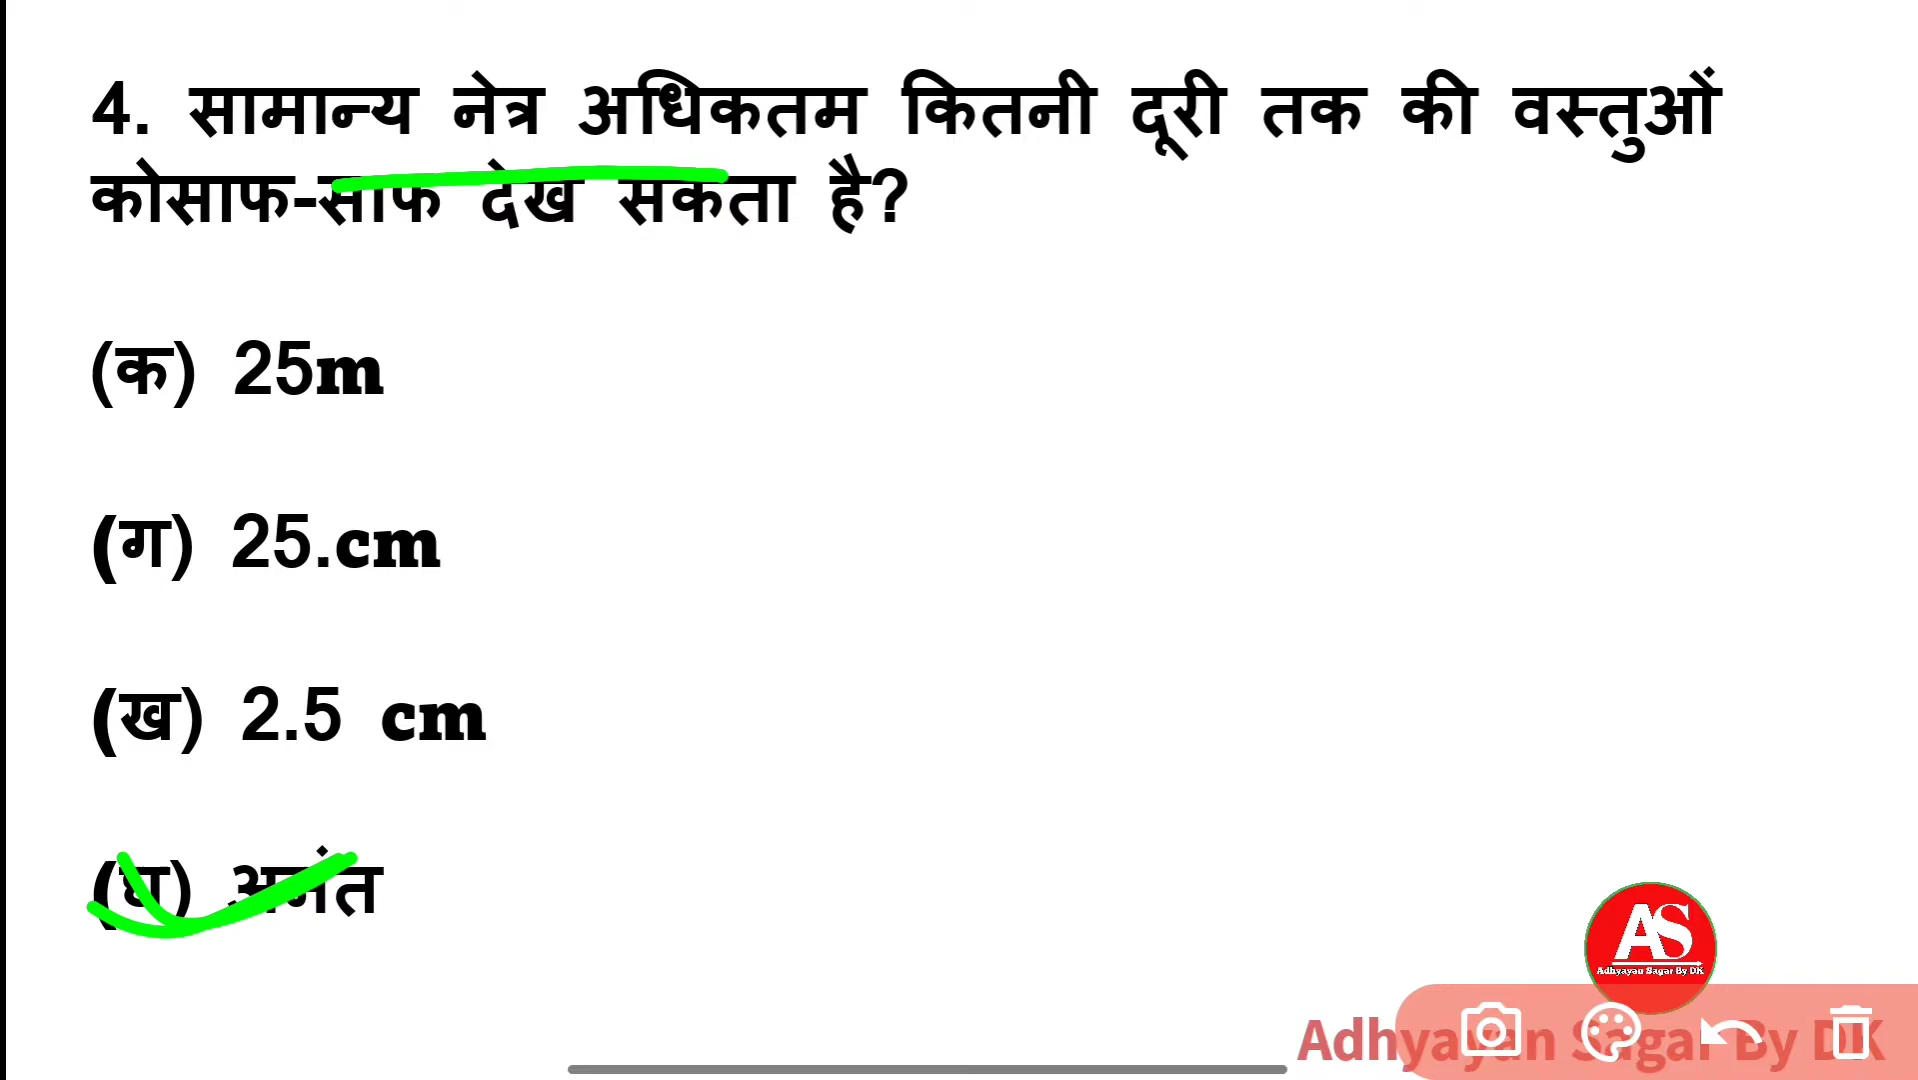 4. सामान्य नेत्र अधिकतम कितनी दूरी तक की वस्तुओं
कोसाफ-साफ देख सकता है?
(क) 25m
(ग) 25.cm
(ख) 2.5 cm
(घ) अनंत
AS
Adhyayan Sagar By DK
Adhyayan Sagar By DK